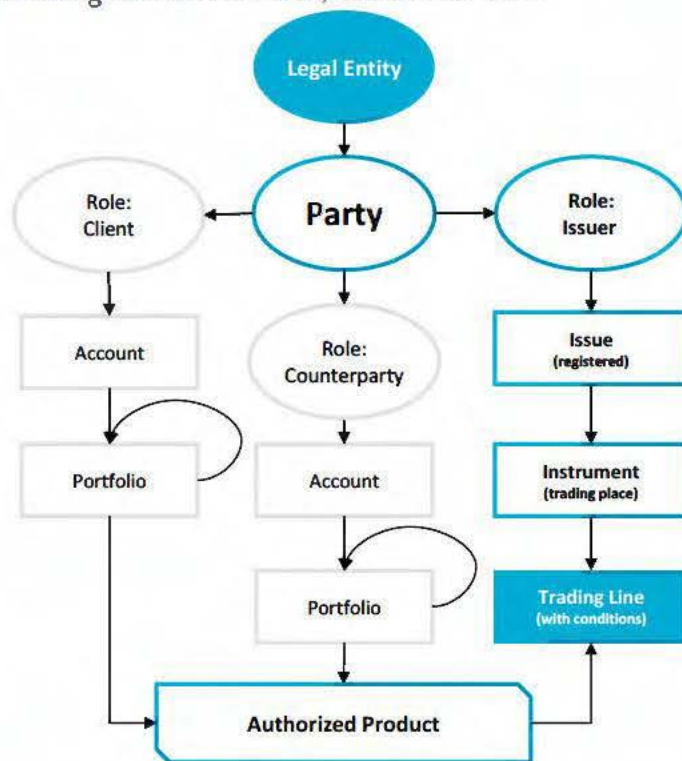 Legal Entity
Role:
Client
Party
Role:
Issuer
Account
Role:
Counterparty
Issue
(registered)
Portfolio
Account
Instrument
(trading place)
Portfolio
Trading Line
(with conditions)
Authorized Product